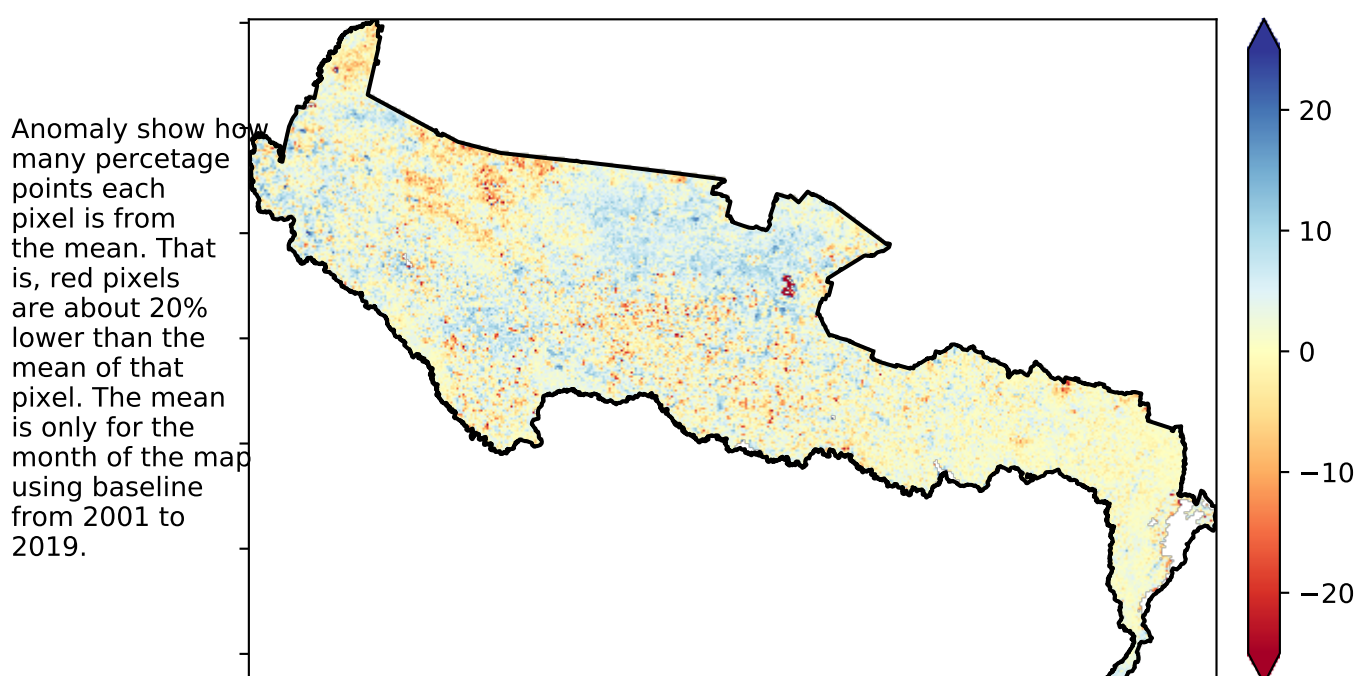 Anomaly show how
many percetage
points each
pixel is from
the mean. That
is, red pixels
are about 20%
lower than the
mean of that
pixel. The mean
is only for the
month of the map
using baseline
from 2001 to
2019.
20
10
0
−10
−20